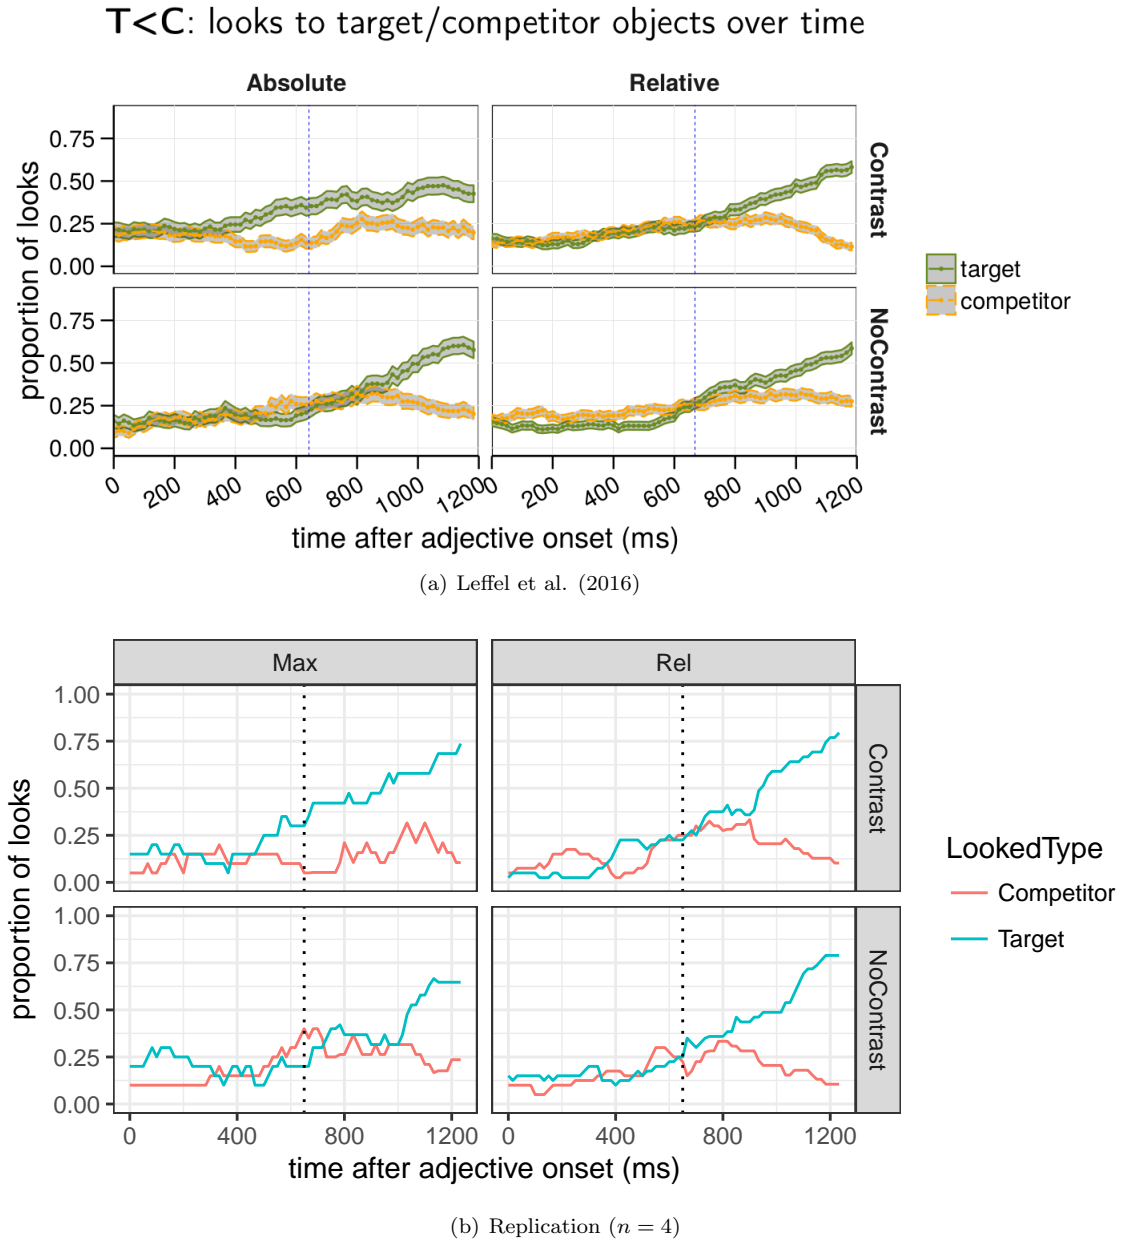 T<C: looks to target/competitor objects over time
Absolute
Relative
proportion of looks
0.75
0.50
0.25
0.00
Contrast
0.75
0.50
0.25
0.00
NoContrast
target
competitor
0 200 400 600 800 1000 1200
0 200 400 600 800 1000 1200
time after adjective onset (ms)
(a) Leffel et al. (2016)
Max
Rel
proportion of looks
1.00
0.75
0.50
0.25
0.00
Contrast
1.00
0.75
0.50
0.25
0.00
NoContrast
LookedType
Competitor
Target
0 400 800 1200
0 400 800 1200
time after adjective onset (ms)
(b) Replication (n = 4)